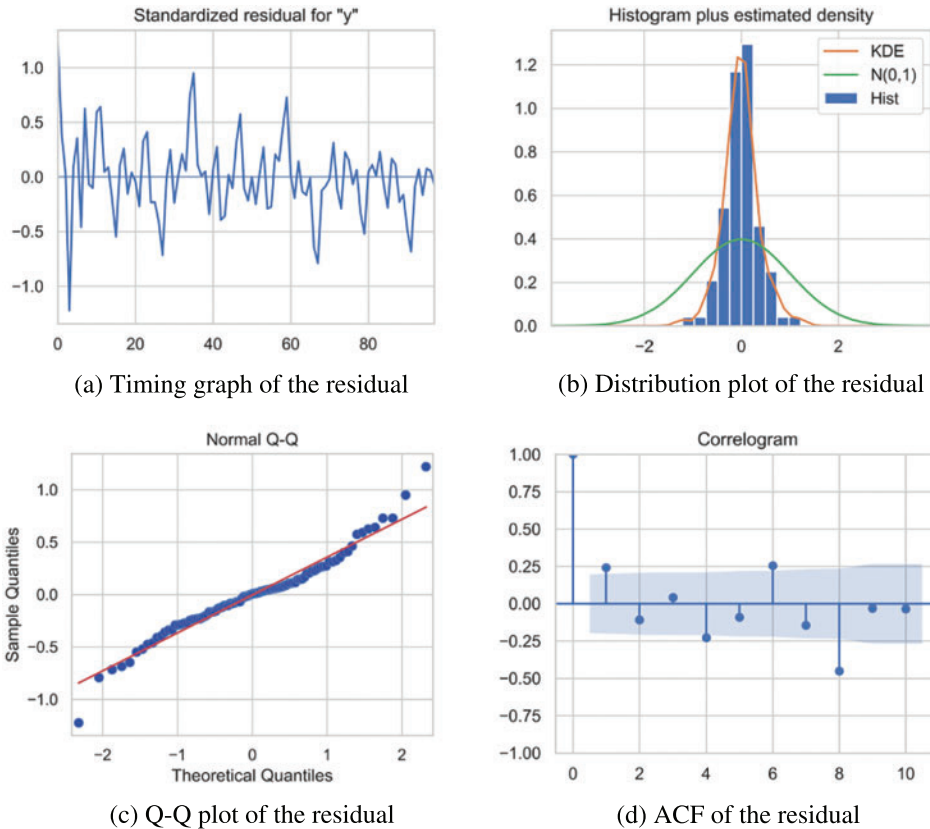 Standardized residual for "y"
1.0
0.5
0.0
−0.5
−1.0
0 20 40 60 80
(a) Timing graph of the residual
Histogram plus estimated density
KDE
N(0,1)
Hist
1.2
1.0
0.8
0.6
0.4
0.2
0.0
−2 0 2
(b) Distribution plot of the residual
Normal Q-Q
Sample Quantiles
1.0
0.5
0.0
−0.5
−1.0
−2 −1 0 1 2
Theoretical Quantiles
(c) Q-Q plot of the residual
Correlogram
1.00
0.75
0.50
0.25
0.00
−0.25
−0.50
−0.75
−1.00
0 2 4 6 8 10
(d) ACF of the residual